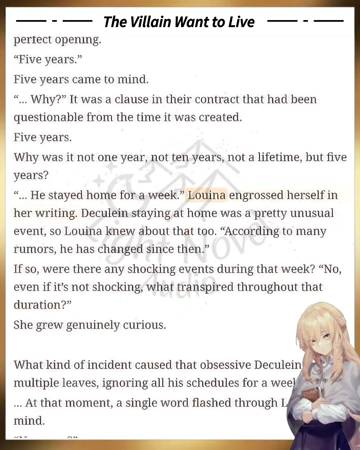 The Villain Want to Live
perfect opening.
“Five years.”
Five years came to mind.
“... Why?” It was a clause in their contract that had been
questionable from the time it was created.
Five years.
Why was it not one year, not ten years, not a lifetime, but five
years?
“... He stayed home for a week.” Louina engrossed herself in
her writing. Deculein staying at home was a pretty unusual
event, so Louina knew about that too. “According to many
rumors, he has changed since then.”
If so, were there any shocking events during that week? “No,
even if it’s not shocking, what transpired throughout that
duration?”
She grew genuinely curious.
What kind of incident caused that obsessive Deculein
multiple leaves, ignoring all his schedules for a
... At that moment, a single word flashed through
mind.
Light Novel
Audio